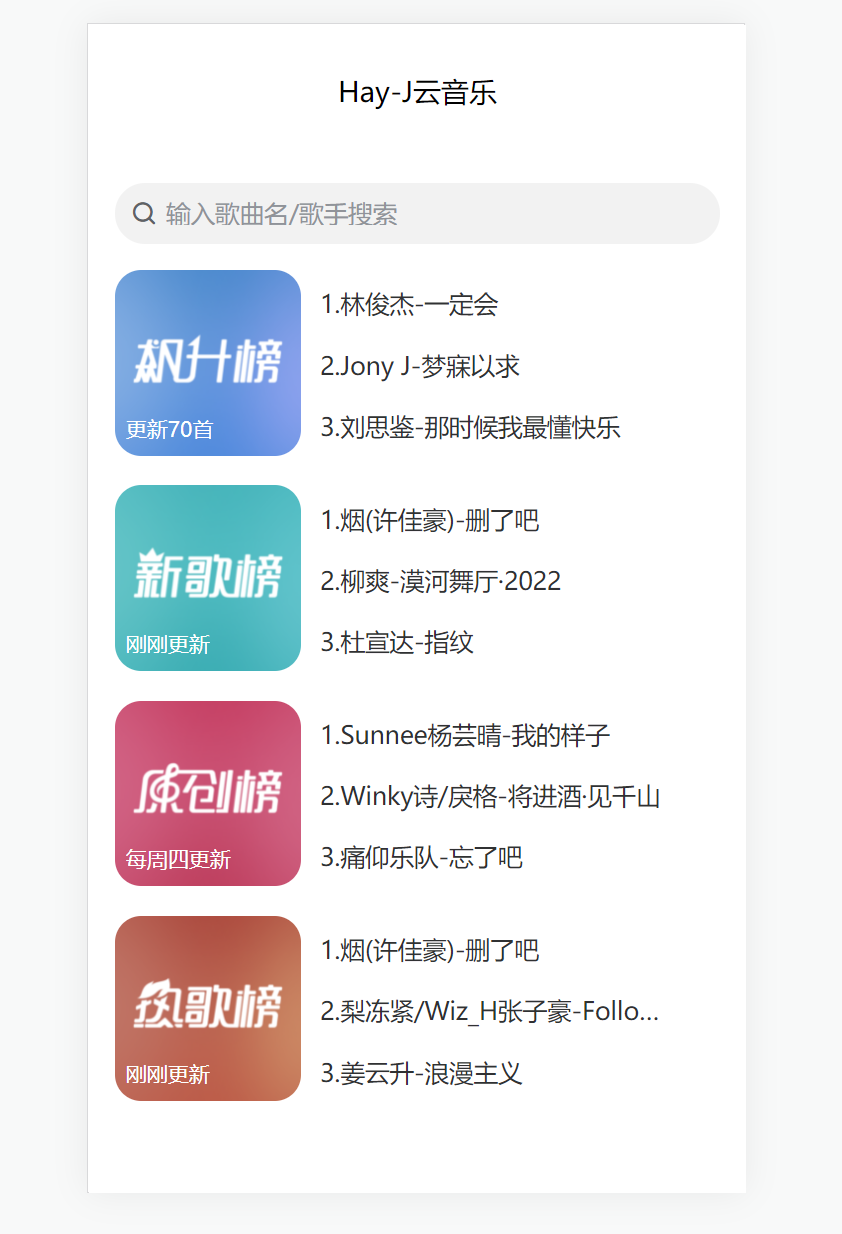 Hay-J云音乐
输入歌曲名/歌手搜索
飙升榜
更新70首
1.林俊杰-一定会
2.Jony J-梦寐以求
3.刘思鉴-那时候我最懂快乐
新歌榜
刚刚更新
1.烟(许佳豪)-删了吧
2.柳爽-漠河舞厅·2022
3.杜宣达-指纹
原创榜
每周四更新
1.Sunnee杨芸晴-我的样子
2.Winky诗/戾格-将进酒·见千山
3.痛仰乐队-忘了吧
热歌榜
刚刚更新
1.烟(许佳豪)-删了吧
2.梨冻紧/Wiz_H张子豪-Follo...
3.姜云升-浪漫主义